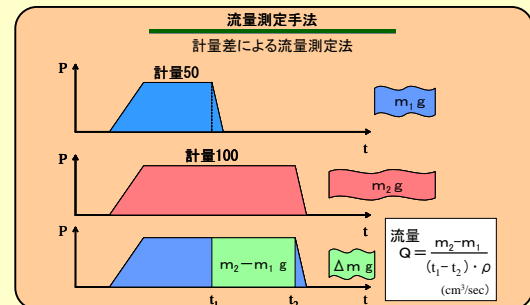 流量測定手法
計量差による流量測定法
P
計量50
m₁ g
t
計量100
m₂ g
t
m₂－m₁ g
Δm g
t₁
t₂
t
流量
Q＝ m₂-m₁
(t₁-t₂)・ρ
(cm³/sec)